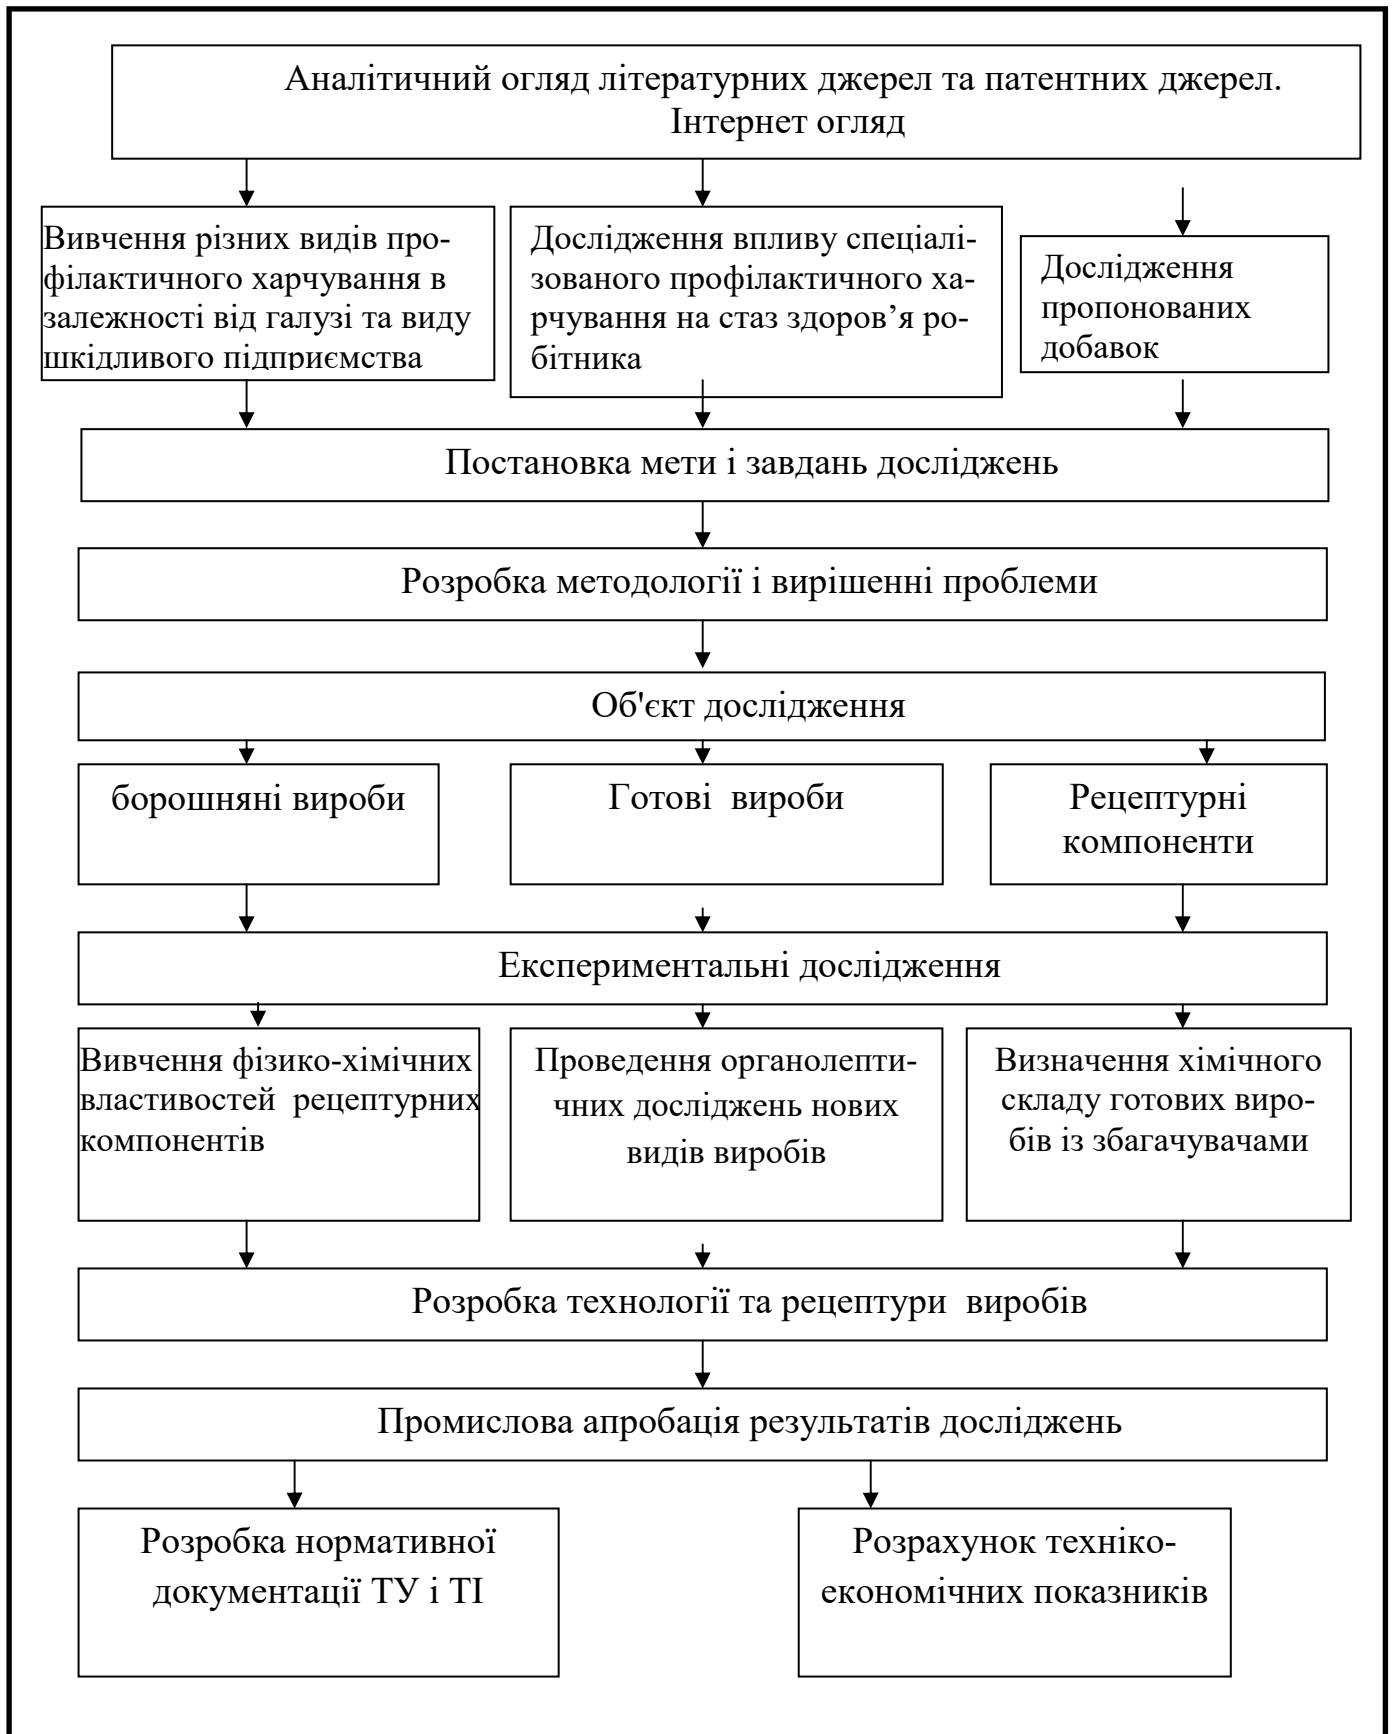 Аналітичний огляд літературних джерел та патентних джерел.
Інтернет огляд
Вивчення різних видів про-
філактичного харчування в
залежності від галузі та виду
шкідливого підприємства
Дослідження впливу спеціалі-
зованого профілактичного ха-
рчування на стаз здоров’я ро-
бітника
Дослідження
пропонованих
добавок
Постановка мети і завдань досліджень
Розробка методології і вирішенні проблеми
Об'єкт дослідження
борошняні вироби
Готові вироби
Рецептурні
компоненти
Експериментальні дослідження
Вивчення фізико-хімічних
властивостей рецептурних
компонентів
Проведення органолепти-
чних досліджень нових
видів виробів
Визначення хімічного
складу готових виро-
бів із збагачувачами
Розробка технології та рецептури виробів
Промислова апробація результатів досліджень
Розробка нормативної
документації ТУ і ТІ
Розрахунок техніко-
економічних показників